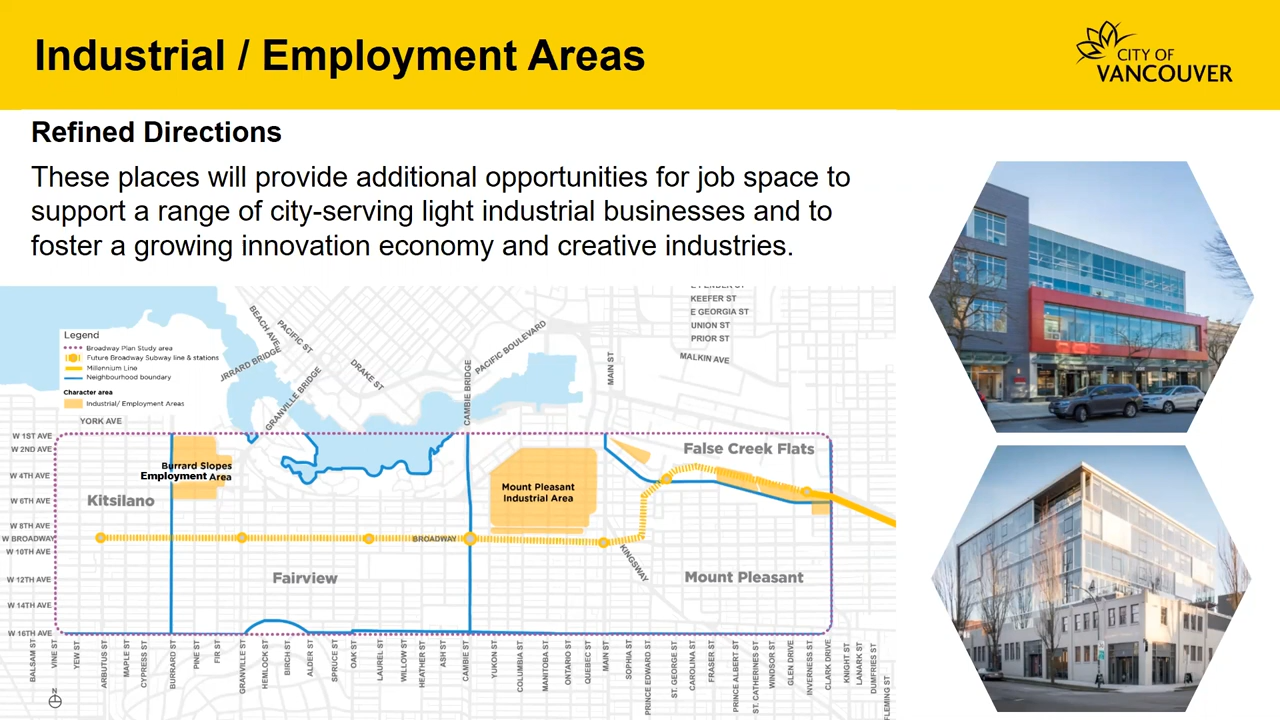 Industrial / Employment Areas
CITY OF
VANCOUVER
Refined Directions
These places will provide additional opportunities for job space to
support a range of city-serving light industrial businesses and to
foster a growing innovation economy and creative industries.
KEEFER ST
E GEORGIA ST
UNION ST
PRIOR ST
MALKIN AVE
MAIN ST
BEACH AVE
PACIFIC ST
PACIFIC BOULEVARD
DRAKE ST
GRANVILLE BRIDGE
CAMBIE BRIDGE
URRARD BRIDGE
Legend
Broadway Plan Study area
Future Broadway Subway line & stations
Millennium Line
Neighbourhood boundary
Character area
Industrial/ Employment Areas
YORK AVE
W 1ST AVE
W 2ND AVE
W 4TH AVE
W 6TH AVE
W 8TH AVE
W BROADWAY
W 10TH AVE
W 12TH AVE
W 14TH AVE
W 16TH AVE
Burrard Slopes
Employment Area
Kitsilano
Mount Pleasant
Industrial Area
False Creek Flats
BROADWAY
KINGSWAY
Fairview
Mount Pleasant
BALSAM ST
VINE ST
YEW ST
ARBUTUS ST
MAPLE ST
CYPRESS ST
BURRARD ST
PINE ST
FIR ST
GRANVILLE ST
HEMLOCK ST
BIRCH ST
ALDER ST
SPRUCE ST
OAK ST
LAUREL ST
WILLOW ST
HEATHER ST
ASH ST
CAMBIE ST
YUKON ST
COLUMBIA ST
MANITOBA ST
ONTARIO ST
QUEBEC ST
MAIN ST
SOPHIA ST
PRINCE EDWARD ST
ST. GEORGE ST
CAROLINA ST
FRASER ST
PRINCE ALBERT ST
ST. CATHERINES ST
WINDSOR ST
GLEN DRIVE
INVERNESS ST
CLARK DRIVE
KNIGHT ST
LANARK ST
DUMFRIES ST
FLEMING ST
N